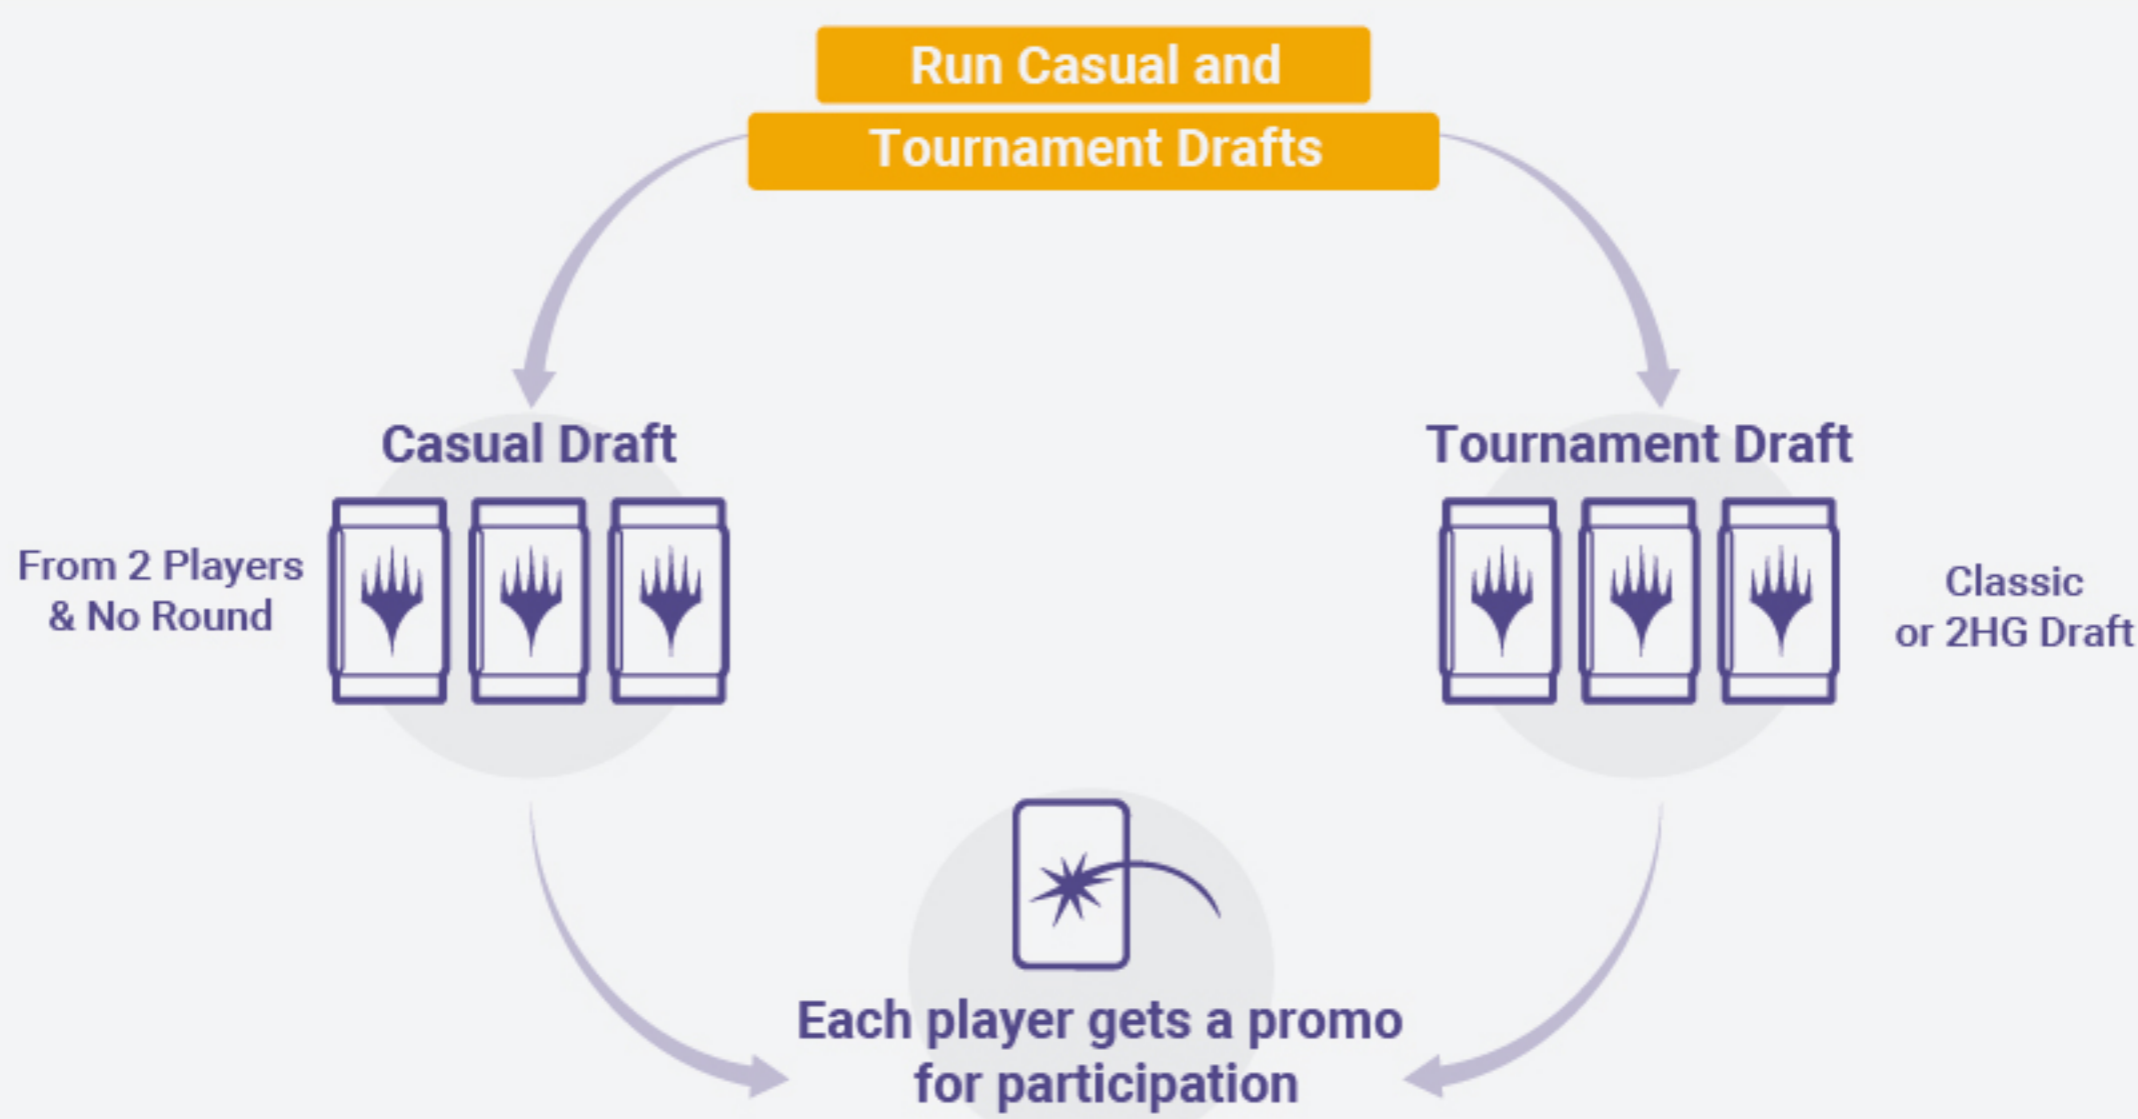 Run Casual and
Tournament Drafts
Casual Draft
From 2 Players
& No Round
Tournament Draft
Classic
or 2HG Draft
Each player gets a promo
for participation